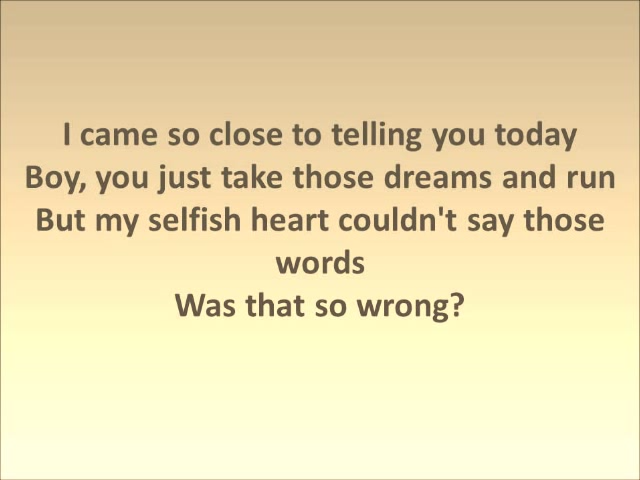 I came so close to telling you today
Boy, you just take those dreams and run
But my selfish heart couldn't say those
words
Was that so wrong?